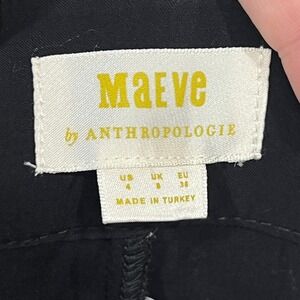 Maeve
by ANTHROPOLOGIE
US UK EU
4 8 36
MADE IN TURKEY